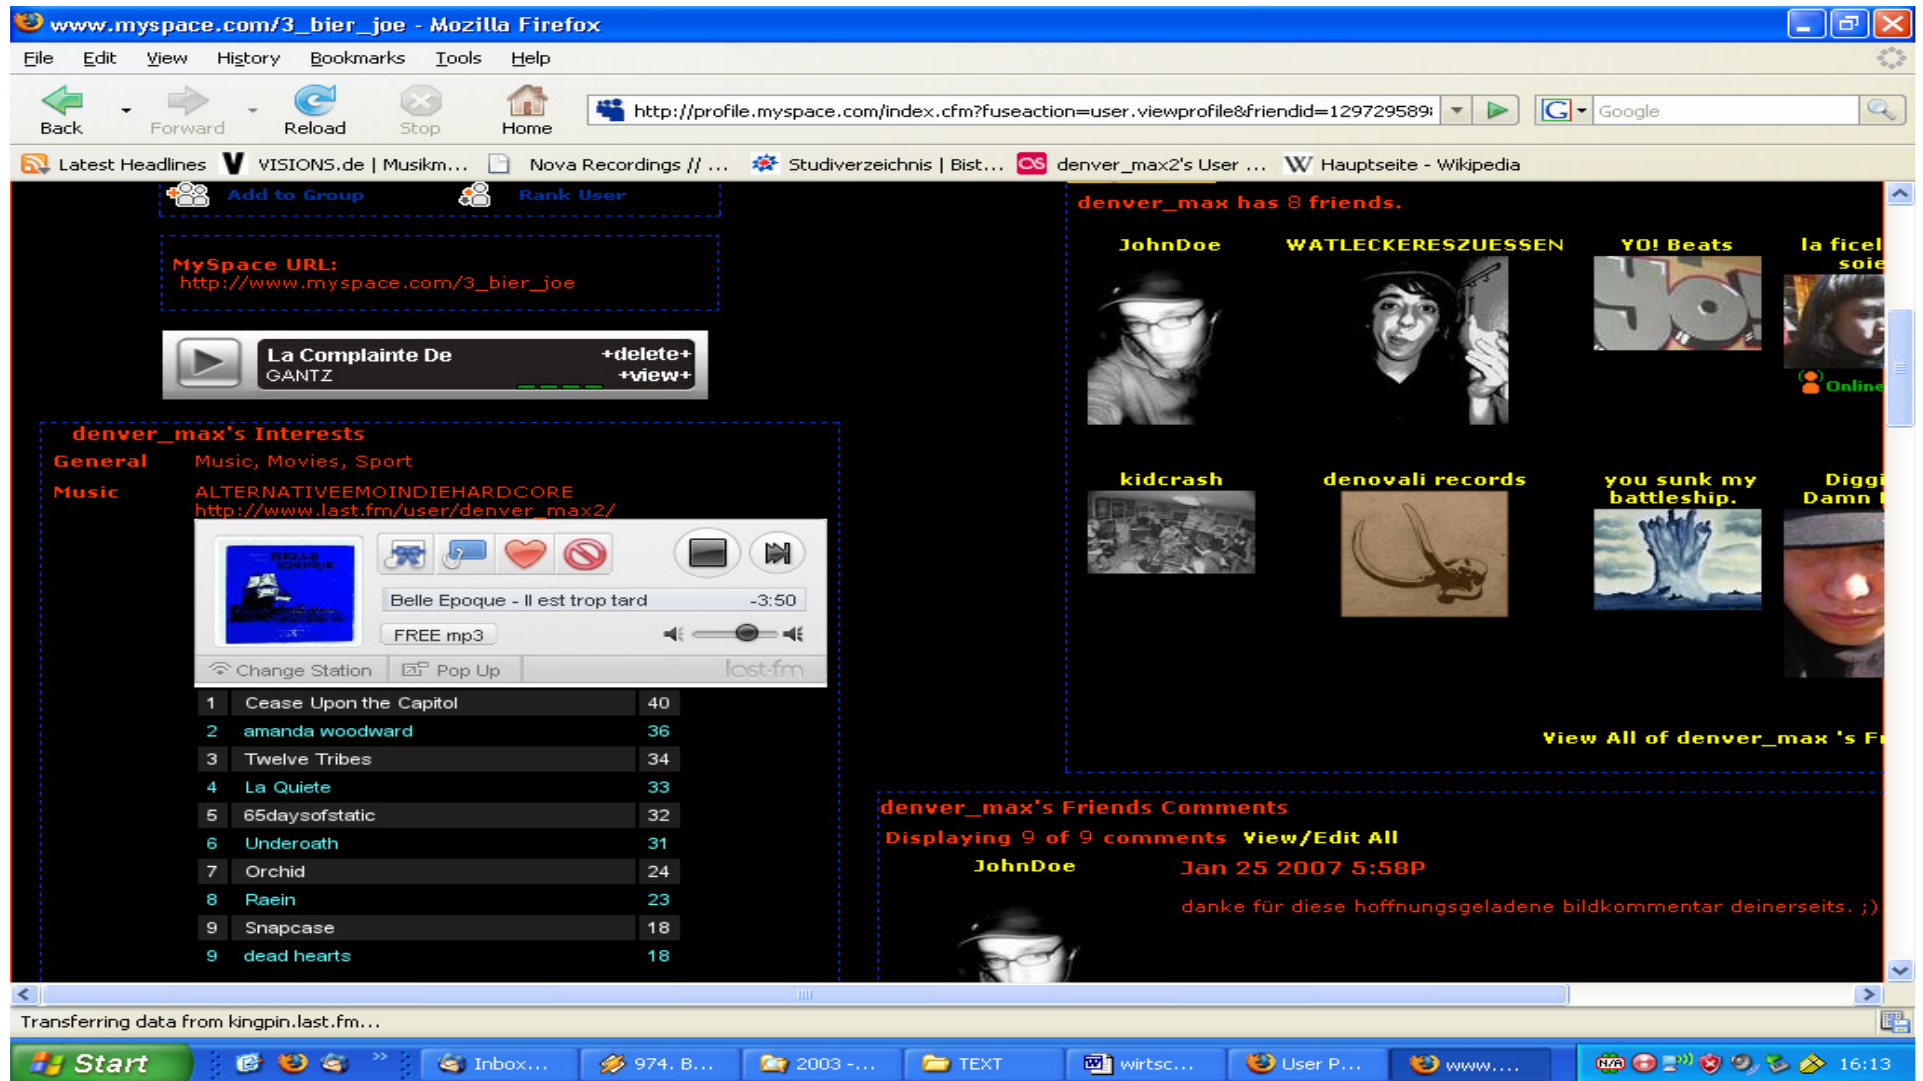 www.myspace.com/3_bier_joe - Mozilla Firefox
File Edit View History Bookmarks Tools Help
Back Forward Reload Stop Home
http://profile.myspace.com/index.cfm?fuseaction=user.viewprofile&friendid=129729589
Google
Latest Headlines VISIONS.de | Musikm... Nova Recordings // ... Studiverzeichnis | Bist... denver_max2's User ... Hauptseite - Wikipedia
Add to Group Rank User
MySpace URL:
http://www.myspace.com/3_bier_joe
La Complainte De +delete+
GANTZ +view+
denver_max's Interests
General Music, Movies, Sport
Music ALTERNATIVEEMOINDIEHARDCORE
http://www.last.fm/user/denver_max2/
BELLE EPOQUE
Belle Epoque - Il est trop tard -3:50
FREE mp3
Change Station Pop Up last.fm
1 Cease Upon the Capitol 40
2 amanda woodward 36
3 Twelve Tribes 34
4 La Quiete 33
5 65daysofstatic 32
6 Underoath 31
7 Orchid 24
8 Raein 23
9 Snapcase 18
9 dead hearts 18
denver_max has 8 friends.
JohnDoe WATLECKERESZUESSEN YO! Beats la ficel
soie
YO!
Online
kidcrash denovali records you sunk my Diggi
battleship. Damn
View All of denver_max 's F
denver_max's Friends Comments
Displaying 9 of 9 comments View/Edit All
JohnDoe Jan 25 2007 5:58P
danke für diese hoffnungsgeladene bildkommentar deinerseits. ;)
Transferring data from kingpin.last.fm...
Start Inbox... 974. B... 2003 -... TEXT wirtsc... User P... www.... N/A 16:13